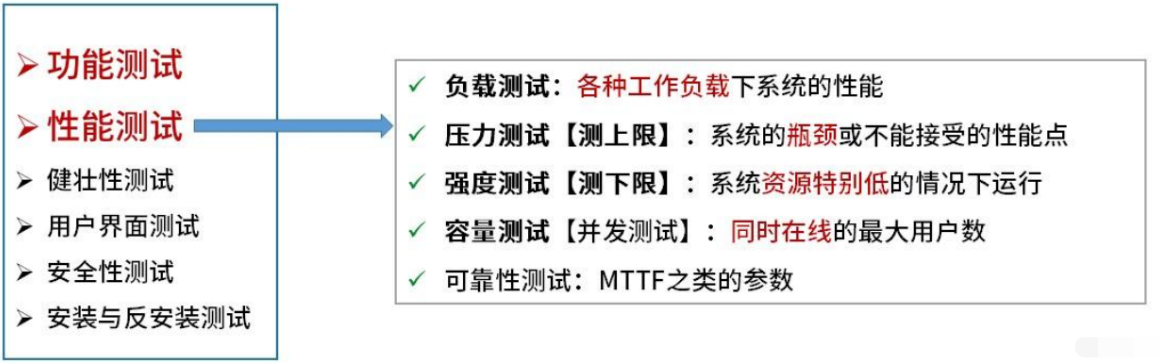 功能测试
性能测试
健壮性测试
用户界面测试
安全性测试
安装与反安装测试
负载测试：各种工作负载下系统的性能
压力测试【测上限】：系统的瓶颈或不能接受的性能点
强度测试【测下限】：系统资源特别低的情况下运行
容量测试【并发测试】：同时在线的最大用户数
可靠性测试：MTTF之类的参数